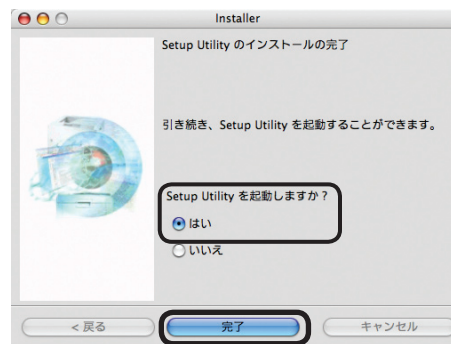 Installer
Setup Utility のインストールの完了
引き続き、Setup Utility を起動することができます。
Setup Utility を起動しますか？
はい
いいえ
< 戻る
完了
キャンセル